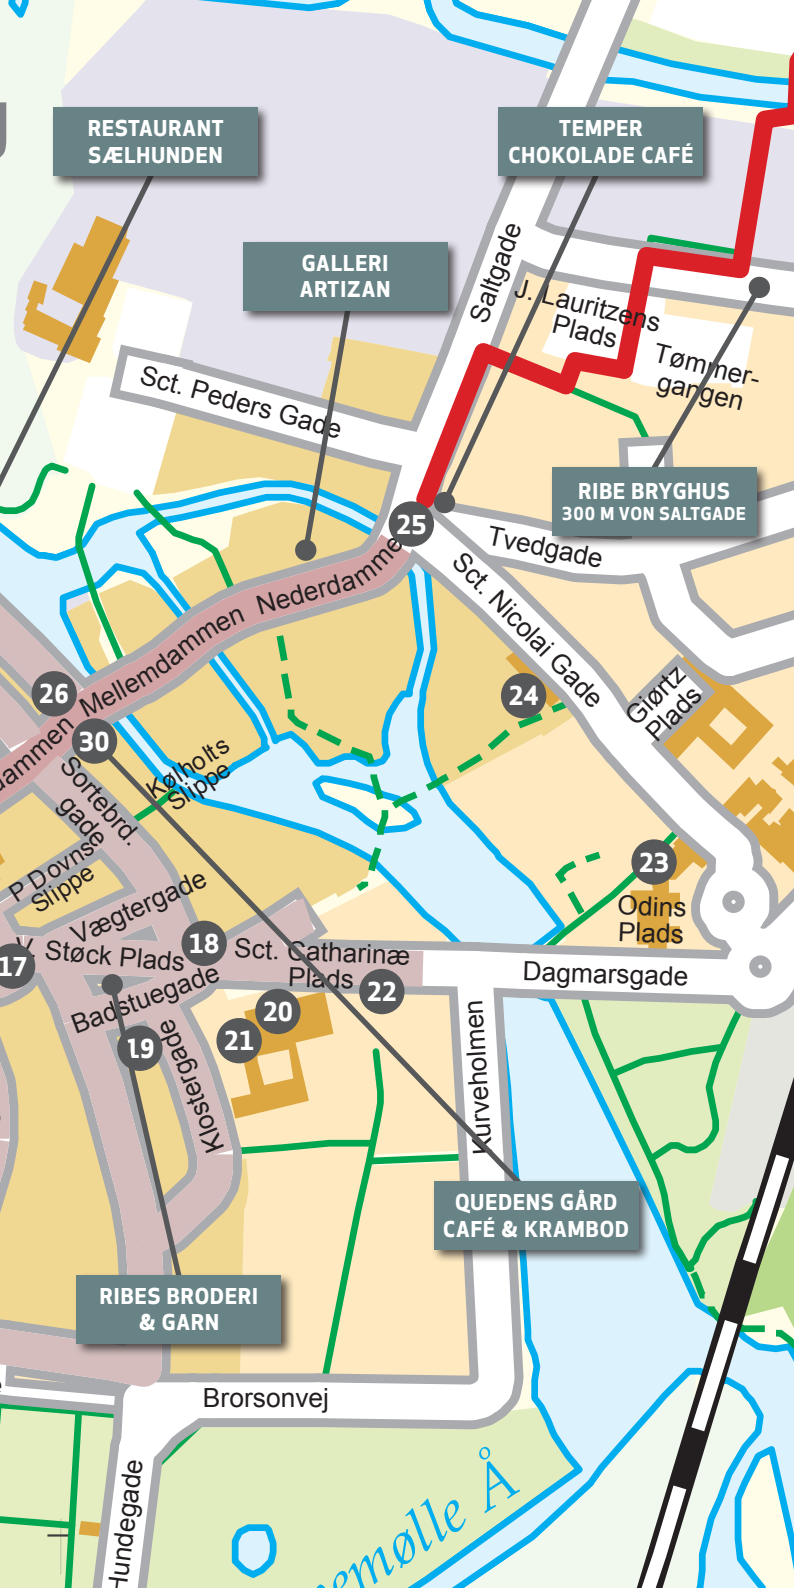 RESTAURANT
SÆLHUNDEN
TEMPER
CHOKOLADE CAFÉ
GALLERI
ARTIZAN
Saltgade
J. Lauritzens
Plads
Tømmer-
gangen
Sct. Peders Gade
RIBE BRYGHUS
300 M VON SALTGADE
25
Tvedgade
Nederdammen
Sct. Nicolai Gade
Mellemdammen
26
24
Giørtz
Plads
30
dammen
Sortebrd.
gade
Kølholts
Slippe
P Dovns
Slippe
23
Vægtergade
Odins
Plads
18
V. Støck Plads
17
Sct. Catharinæ
Plads
Dagmarsgade
22
Badstuegade
20
21
19
Klostergade
Kurveholmen
QUEDENS GÅRD
CAFÉ & KRAMBOD
RIBES BRODERI
& GARN
Brorsonvej
Hundegade
emølle Å